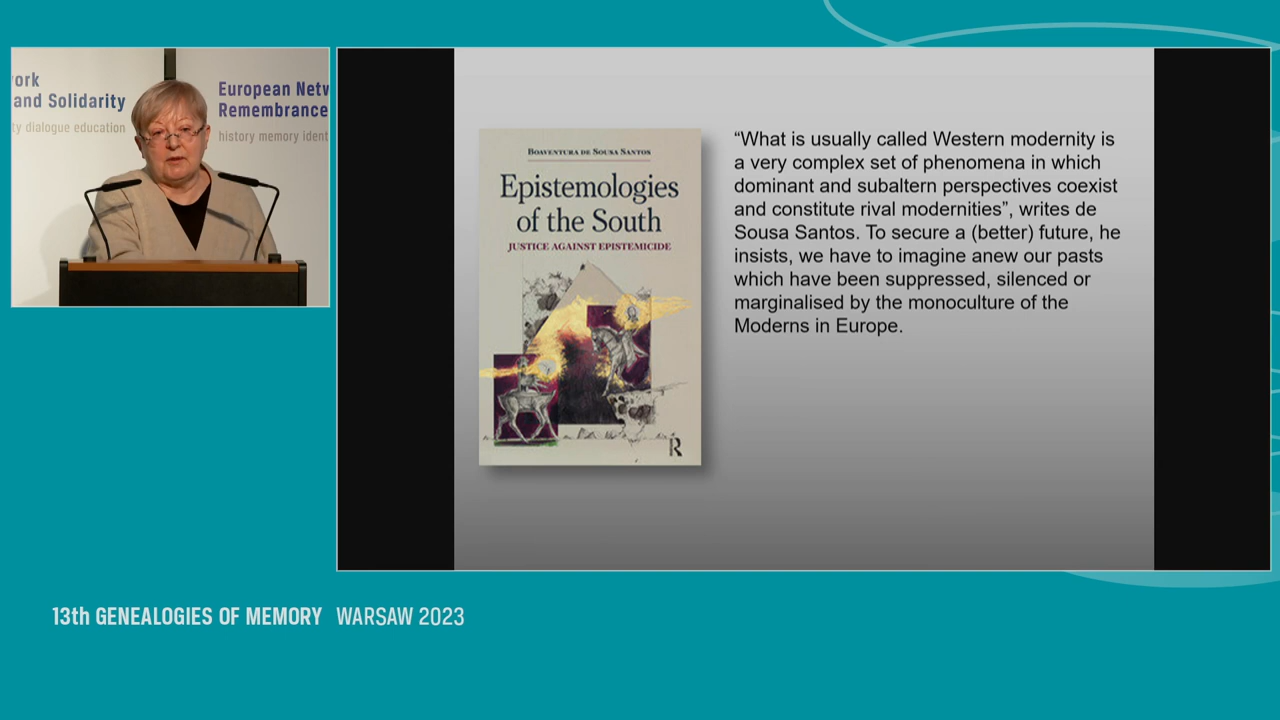 ork
and Solidarity
ty dialogue education
European Netw
Remembrance
history memory ident
BOAVENTURA DE SOUSA SANTOS
Epistemologies
of the South
JUSTICE AGAINST EPISTEMICIDE
R
“What is usually called Western modernity is
a very complex set of phenomena in which
dominant and subaltern perspectives coexist
and constitute rival modernities”, writes de
Sousa Santos. To secure a (better) future, he
insists, we have to imagine anew our pasts
which have been suppressed, silenced or
marginalised by the monoculture of the
Moderns in Europe.
13th GENEALOGIES OF MEMORY WARSAW 2023